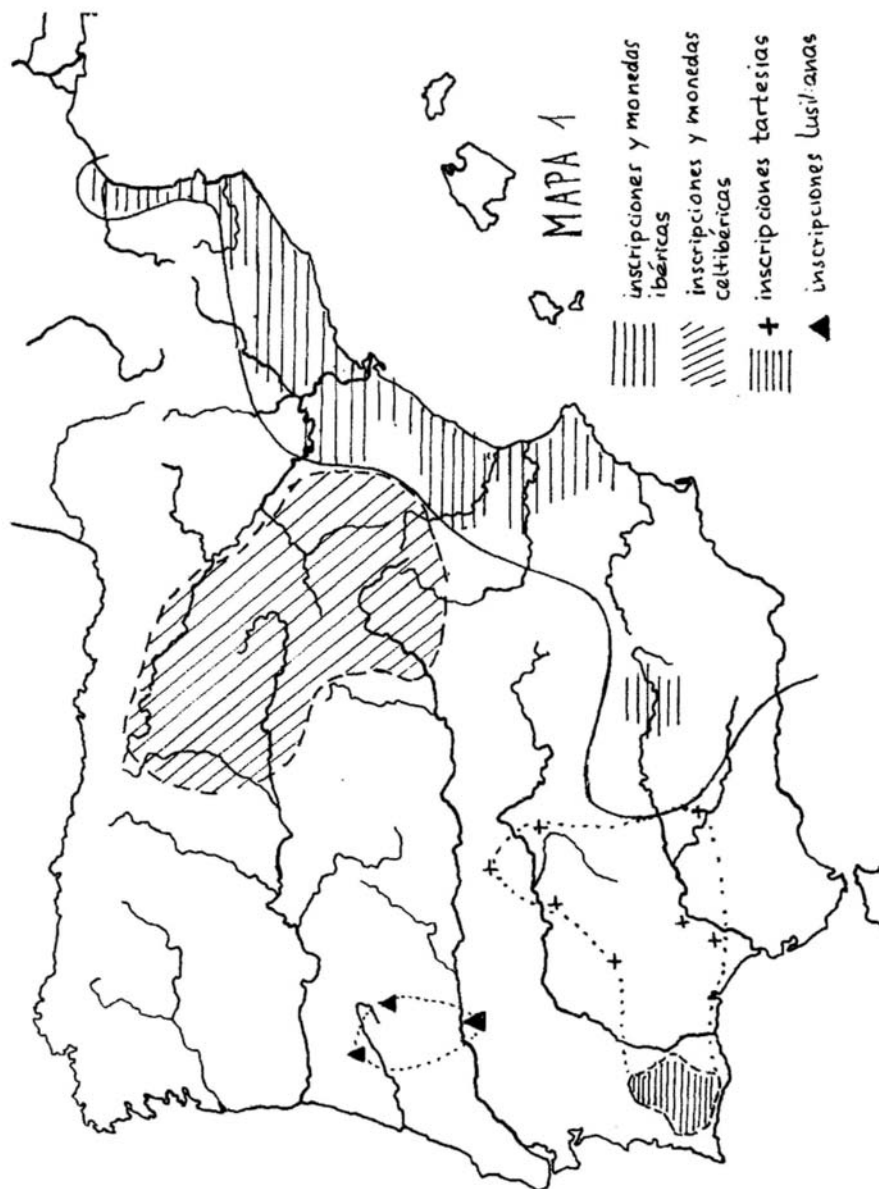 MAPA 1
inscripciones y monedas
ibéricas
inscripciones y monedas
celtibéricas
inscripciones tartesias
inscripciones Lusitanas